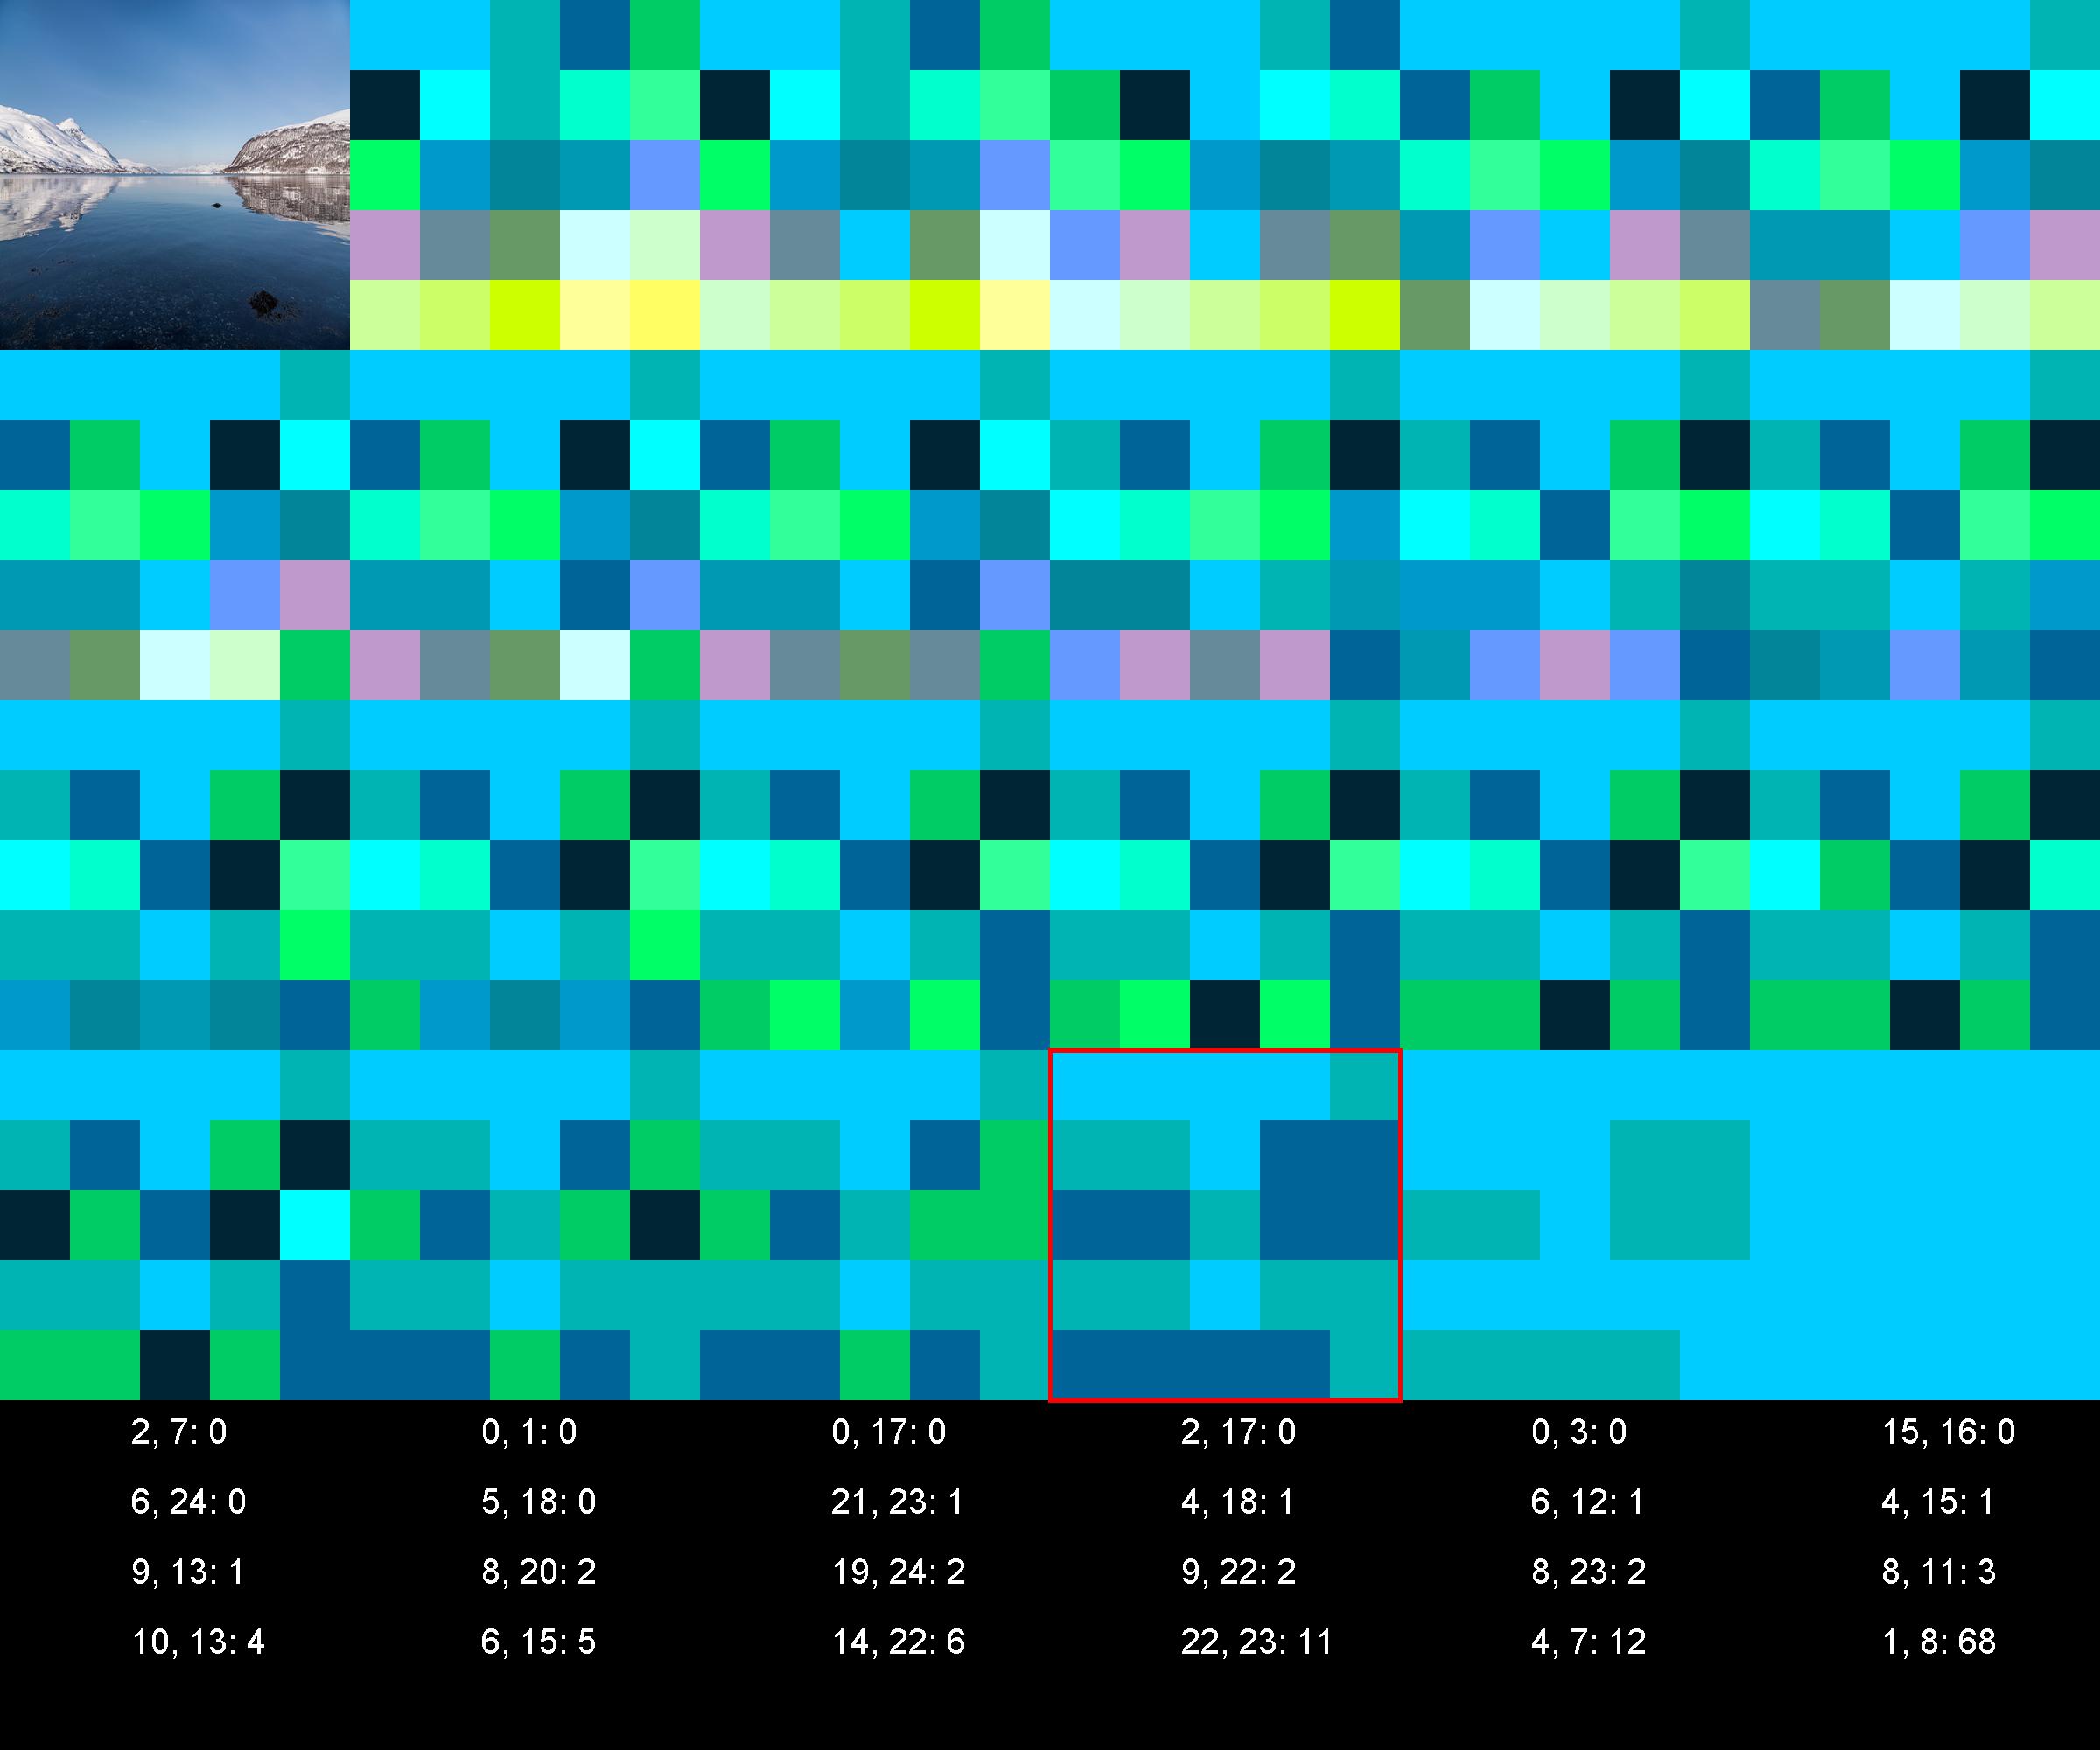 2, 7: 0 0, 1: 0 0, 17: 0 2, 17: 0 0, 3: 0 15, 16: 0
6, 24: 0 5, 18: 0 21, 23: 1 4, 18: 1 6, 12: 1 4, 15: 1
9, 13: 1 8, 20: 2 19, 24: 2 9, 22: 2 8, 23: 2 8, 11: 3
10, 13: 4 6, 15: 5 14, 22: 6 22, 23: 11 4, 7: 12 1, 8: 68